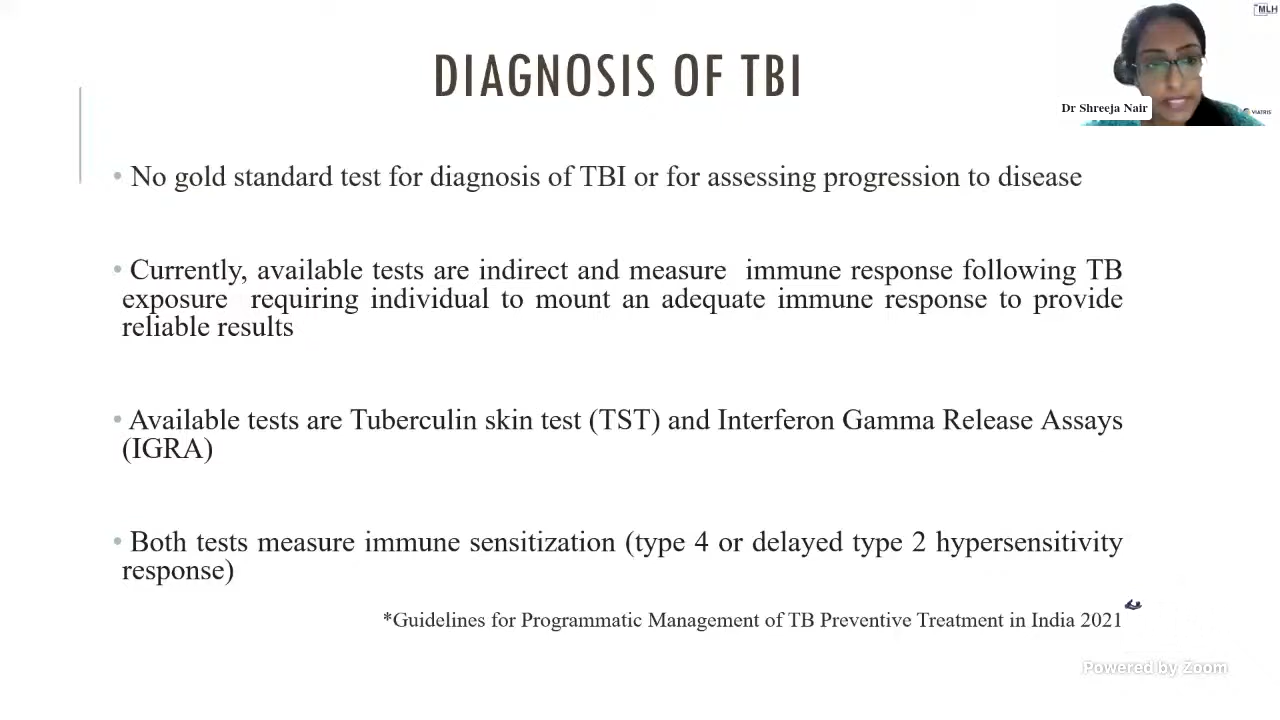 DIAGNOSIS OF TBI
MLH
Dr Shreeja Nair
VIATRIS
• No gold standard test for diagnosis of TBI or for assessing progression to disease
• Currently, available tests are indirect and measure immune response following TB
exposure requiring individual to mount an adequate immune response to provide
reliable results
• Available tests are Tuberculin skin test (TST) and Interferon Gamma Release Assays
(IGRA)
• Both tests measure immune sensitization (type 4 or delayed type 2 hypersensitivity
response)
*Guidelines for Programmatic Management of TB Preventive Treatment in India 2021
Powered by Zoom